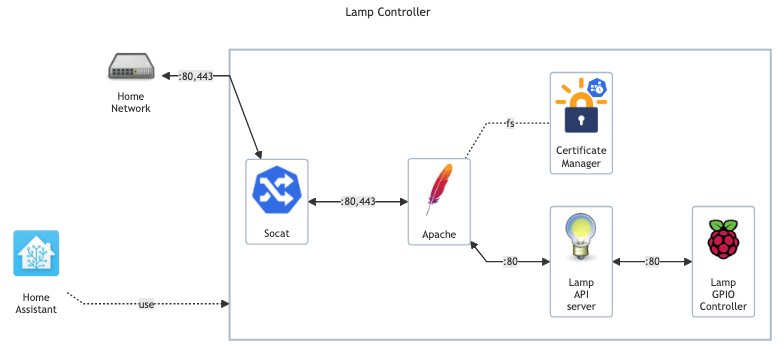 Lamp Controller
:80,443
Home
Network
fs
Certificate
Manager
:80,443
Socat
Apache
:80
:80
Lamp
API
server
Lamp
GPIO
Controller
Home
Assistant
use